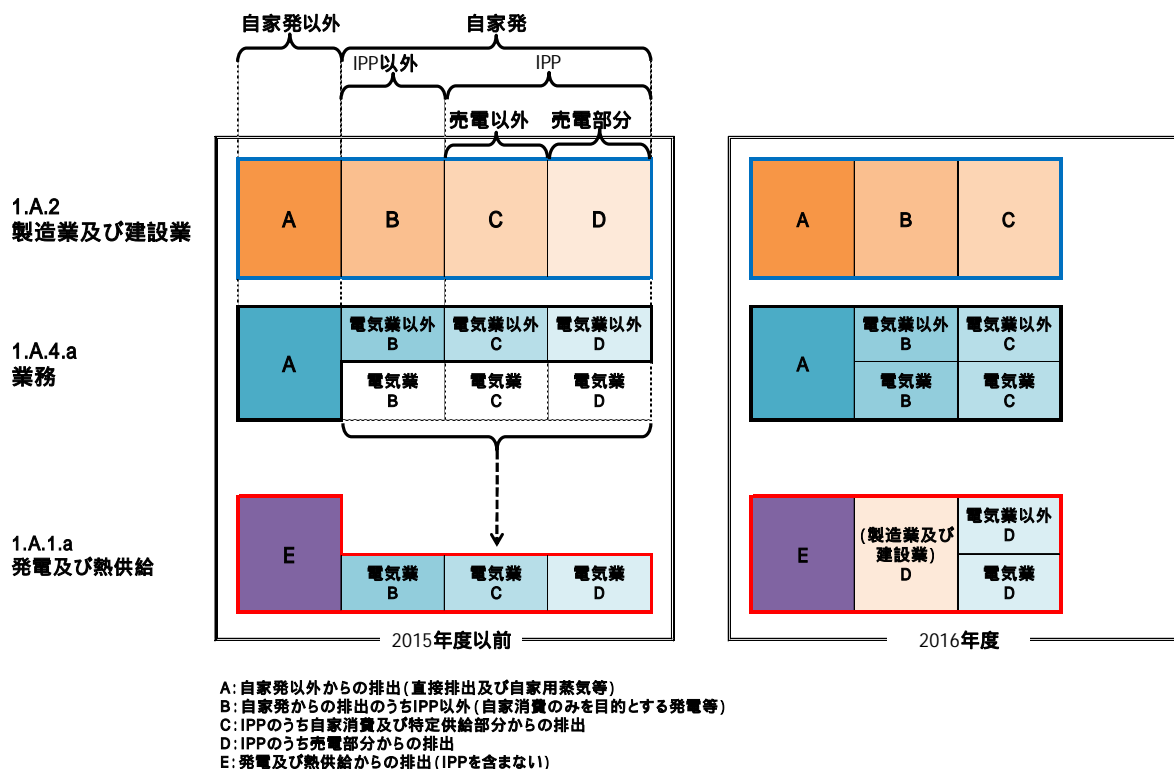 自家発以外
自家発
IPP以外
IPP
売電以外
売電部分
1.A.2
製造業及び建設業
A
B
C
D
A
B
C
1.A.4.a
業務
A
電気業以外
B
電気業以外
C
電気業以外
D
電気業
B
電気業
C
電気業
D
A
電気業以外
B
電気業以外
C
電気業
B
電気業
C
1.A.1.a
発電及び熱供給
E
電気業
B
電気業
C
電気業
D
E
(製造業及び
建設業)
D
電気業以外
D
電気業
D
2015年度以前
2016年度
A:自家発以外からの排出(直接排出及び自家用蒸気等)
B:自家発からの排出のうちIPP以外(自家消費のみを目的とする発電等)
C:IPPのうち自家消費及び特定供給部分からの排出
D:IPPのうち売電部分からの排出
E:発電及び熱供給からの排出(IPPを含まない)